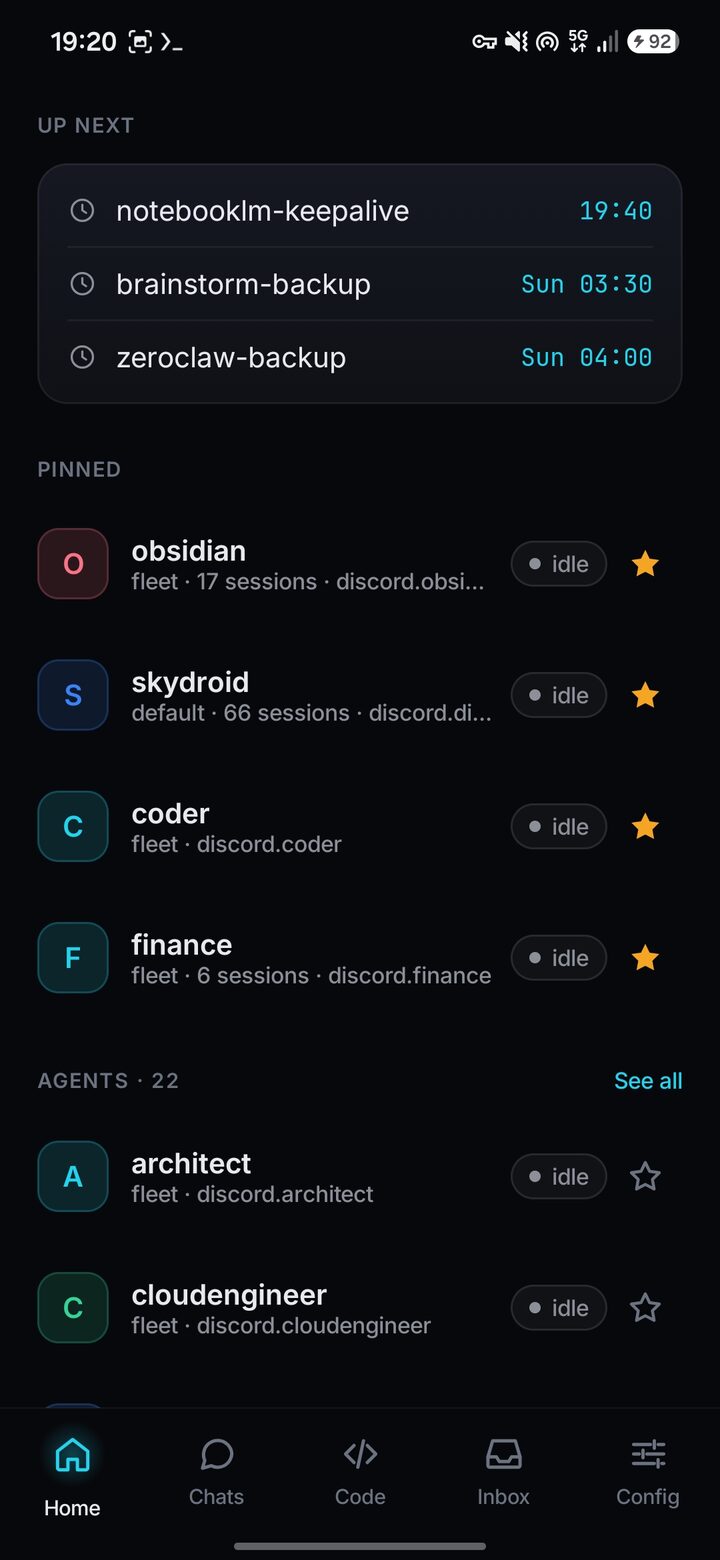 19:20
5G
92
UP NEXT
notebooklm-keepalive 19:40
brainstorm-backup Sun 03:30
zeroclaw-backup Sun 04:00
PINNED
O
obsidian
fleet · 17 sessions · discord.obsi...
idle
S
skydroid
default · 66 sessions · discord.di...
idle
C
coder
fleet · discord.coder
idle
F
finance
fleet · 6 sessions · discord.finance
idle
AGENTS · 22 See all
A
architect
fleet · discord.architect
idle
C
cloudengineer
fleet · discord.cloudengineer
idle
Home Chats Code Inbox Config